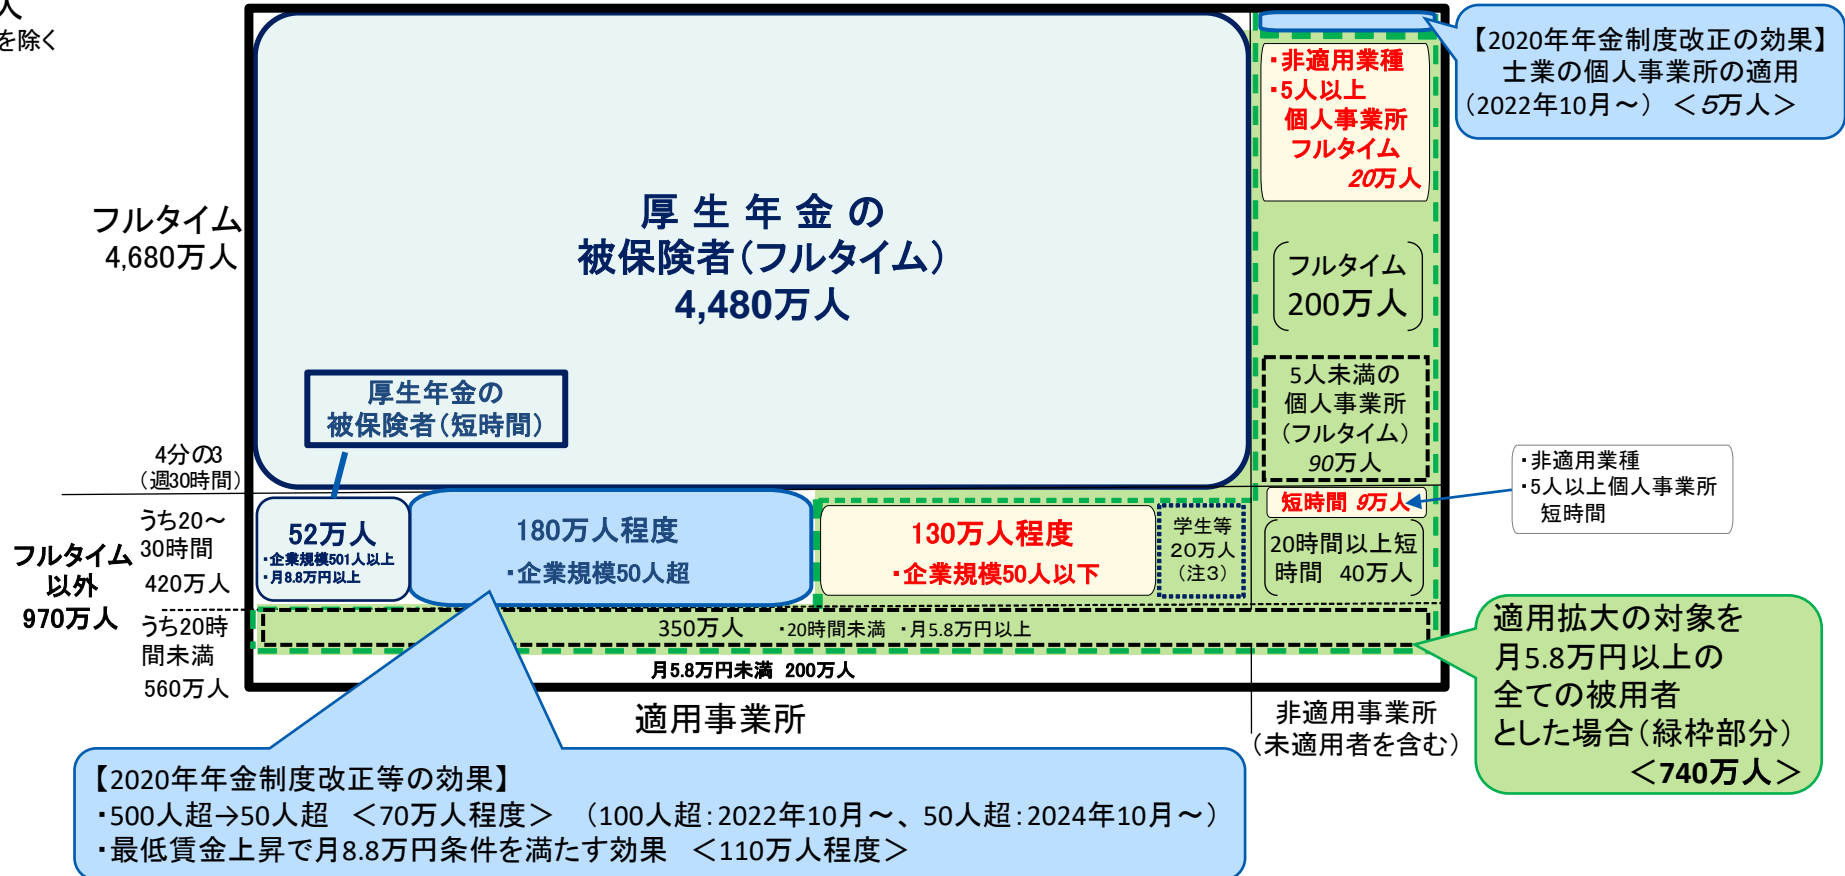 人
を除く
【2020年年金制度改正の効果】
士業の個人事業所の適用
(2022年10月～) ＜5万人＞
・非適用業種
・5人以上
個人事業所
フルタイム
20万人
フルタイム
4,680万人
厚生年金の
被保険者(フルタイム)
4,480万人
フルタイム
200万人
厚生年金の
被保険者(短時間)
5人未満の
個人事業所
(フルタイム)
90万人
4分の3
(週30時間)
・非適用業種
・5人以上個人事業所
短時間
短時間 9万人
フルタイム
以外
970万人
うち20～
30時間
420万人
52万人
・企業規模501人以上
・月8.8万円以上
180万人程度
・企業規模50人超
130万人程度
・企業規模50人以下
学生等
20万人
(注3)
20時間以上短
時間 40万人
うち20時
間未満
560万人
350万人 ・20時間未満 ・月5.8万円以上
月5.8万円未満 200万人
適用拡大の対象を
月5.8万円以上の
全ての被用者
とした場合(緑枠部分)
＜740万人＞
適用事業所
非適用事業所
(未適用者を含む)
【2020年年金制度改正等の効果】
・500人超→50人超 ＜70万人程度＞ (100人超：2022年10月～、50人超：2024年10月～)
・最低賃金上昇で月8.8万円条件を満たす効果 ＜110万人程度＞